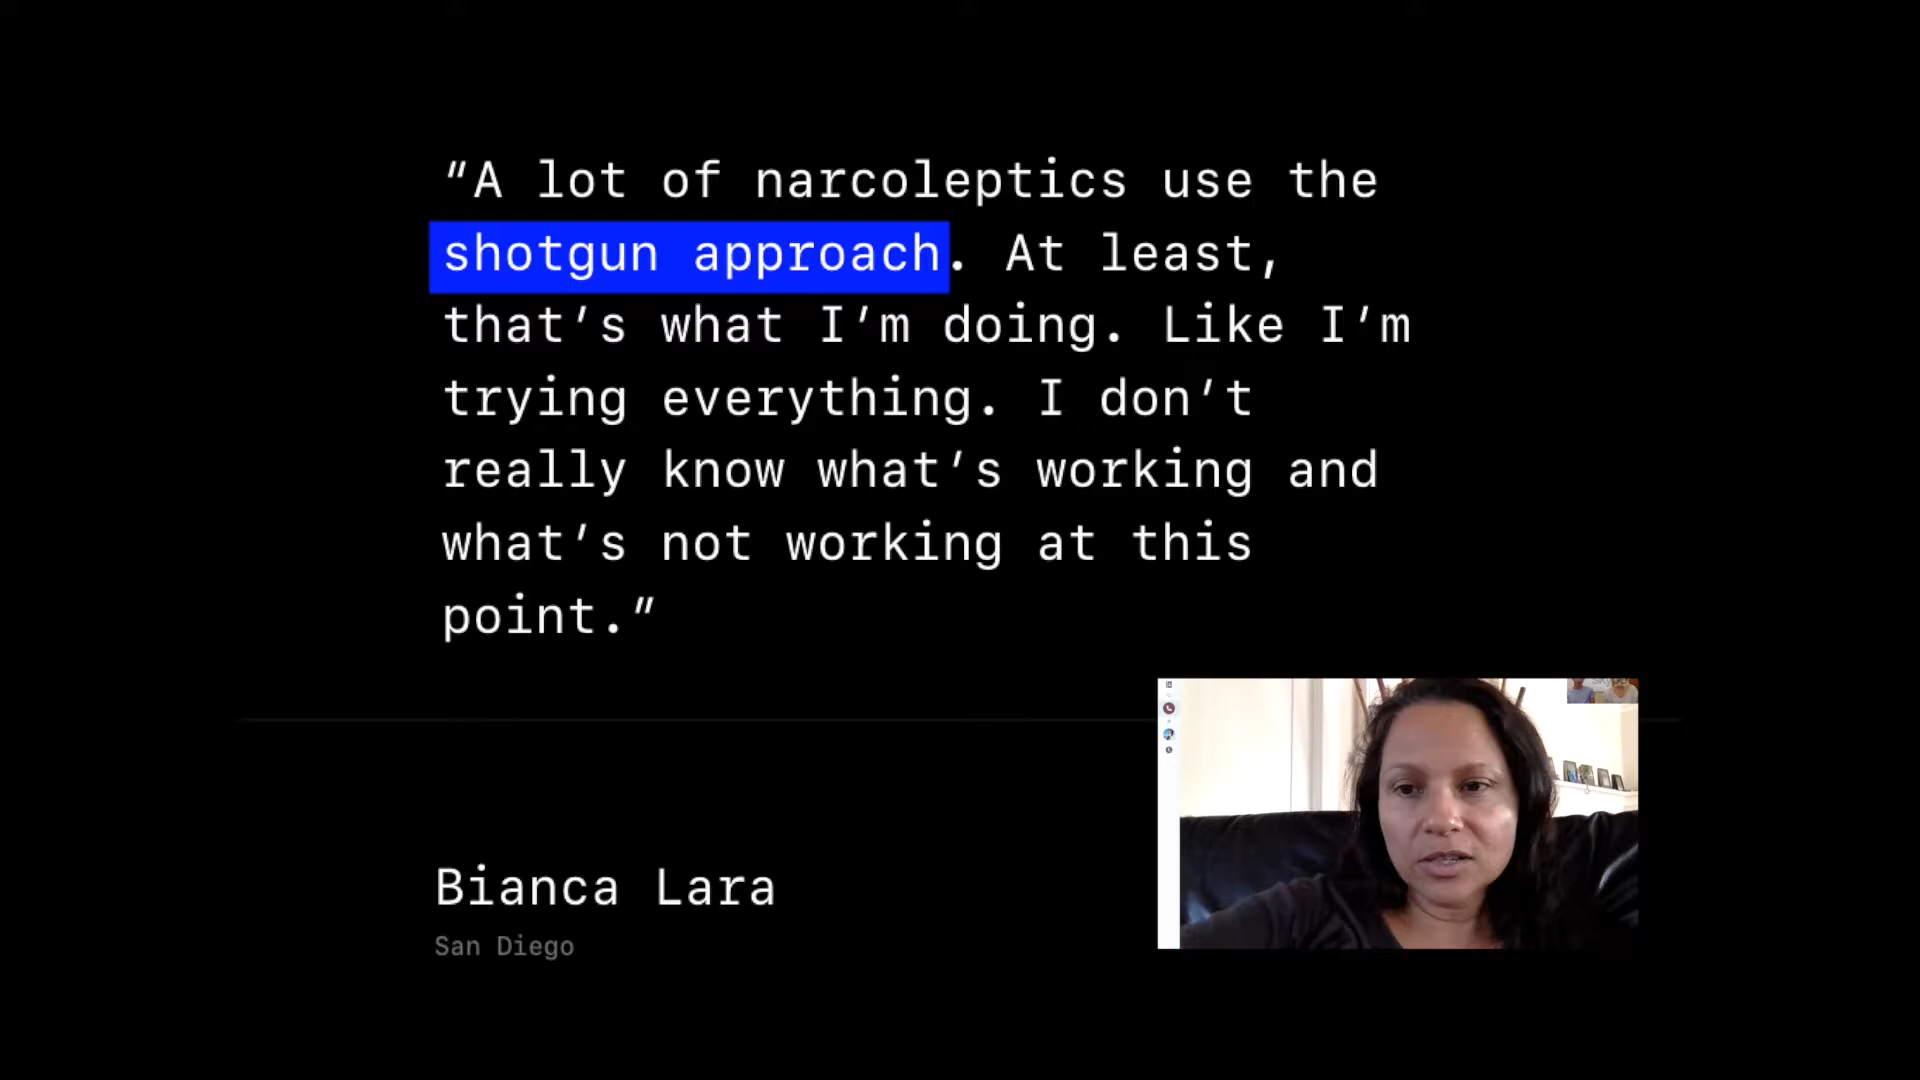 “A lot of narcoleptics use the
shotgun approach. At least,
that’s what I’m doing. Like I’m
trying everything. I don’t
really know what’s working and
what’s not working at this
point.”
Bianca Lara
San Diego